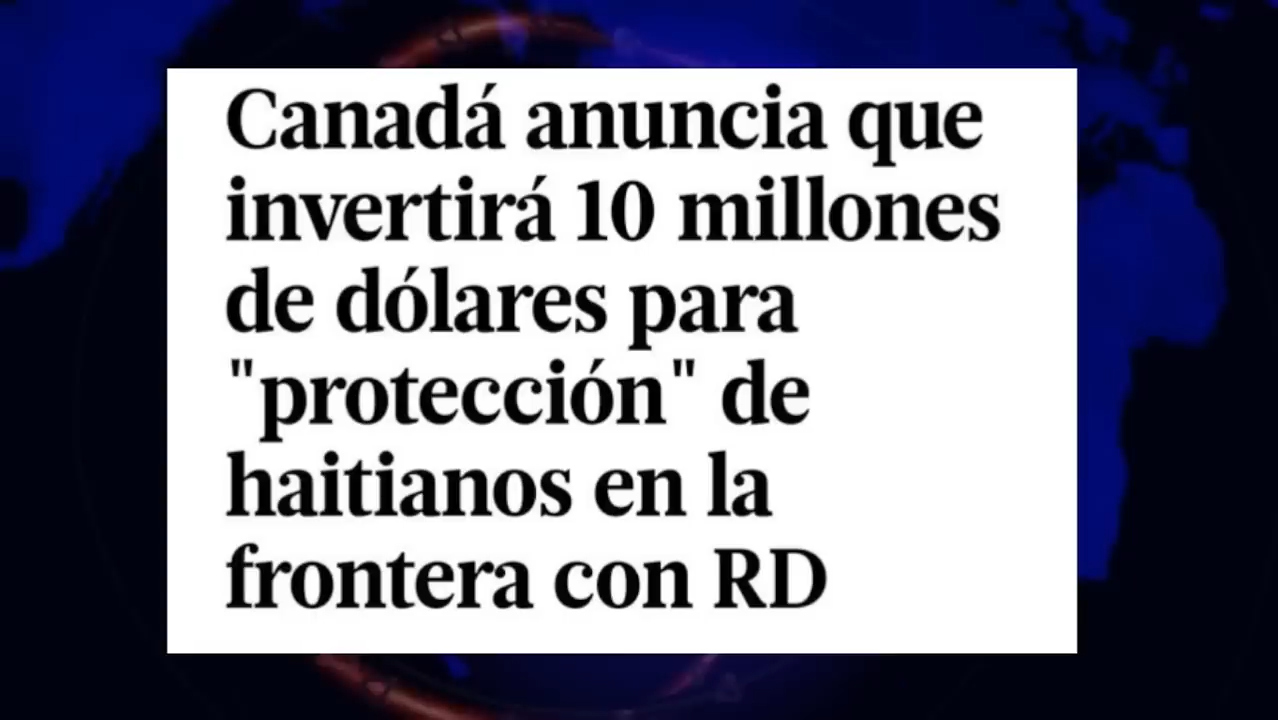 Canadá anuncia que
invertirá 10 millones
de dólares para
"protección" de
haitianos en la
frontera con RD